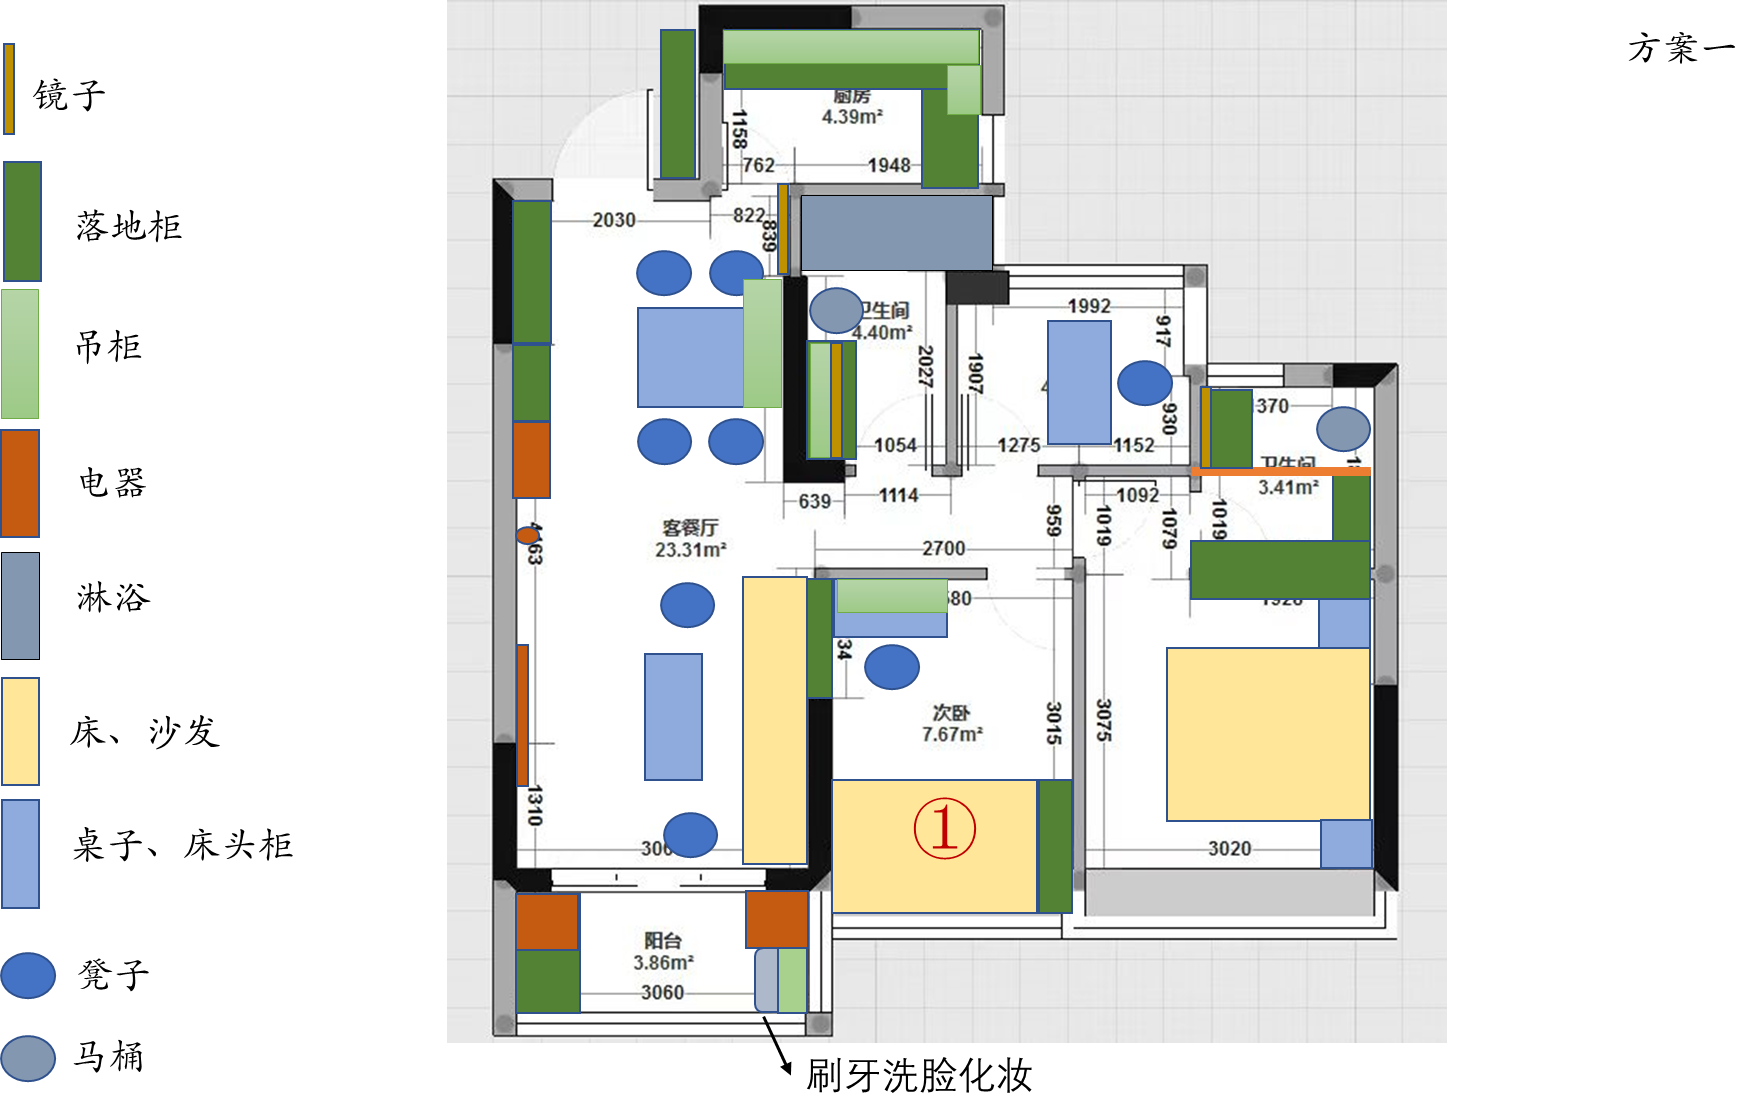 方案一
镜子
落地柜
吊柜
电器
淋浴
床、沙发
桌子、床头柜
凳子
马桶
厨房
4.39m²
1158
762
1948
2030
822
839
卫生间
4.40m²
2027
1907
1992
917
930
1054
1275
1152
370
卫生间
3.41m²
639
1114
1092
959
1019
1079
1019
客餐厅
23.31m²
2700
34
次卧
7.67m²
3015
3075
1310
3020
阳台
3.86m²
3060
①
刷牙洗脸化妆